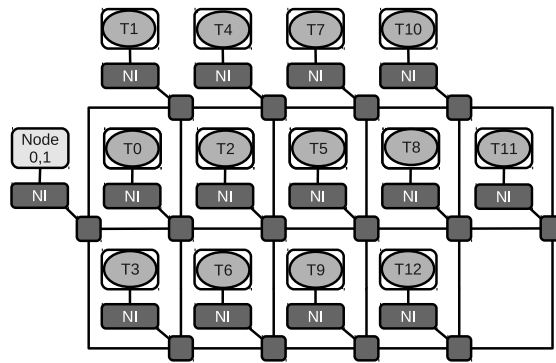 T1 T4 T7 T10
NI NI NI NI
Node
0,1
T0 T2 T5 T8 T11
NI NI NI NI NI NI
T3 T6 T9 T12
NI NI NI NI